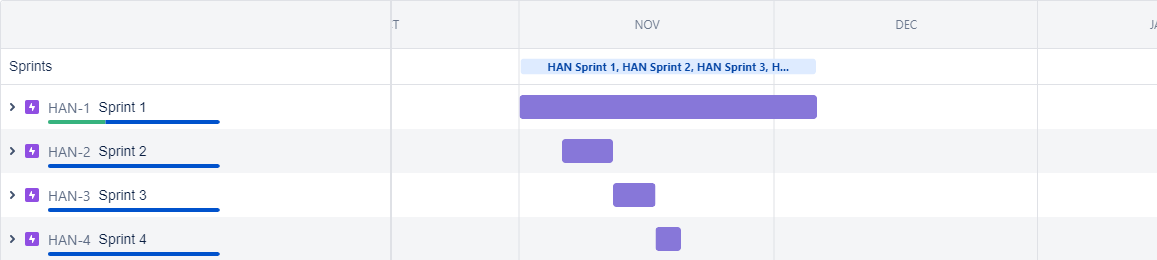 T NOV DEC JA
Sprints HAN Sprint 1, HAN Sprint 2, HAN Sprint 3, H...
HAN-1 Sprint 1
HAN-2 Sprint 2
HAN-3 Sprint 3
HAN-4 Sprint 4